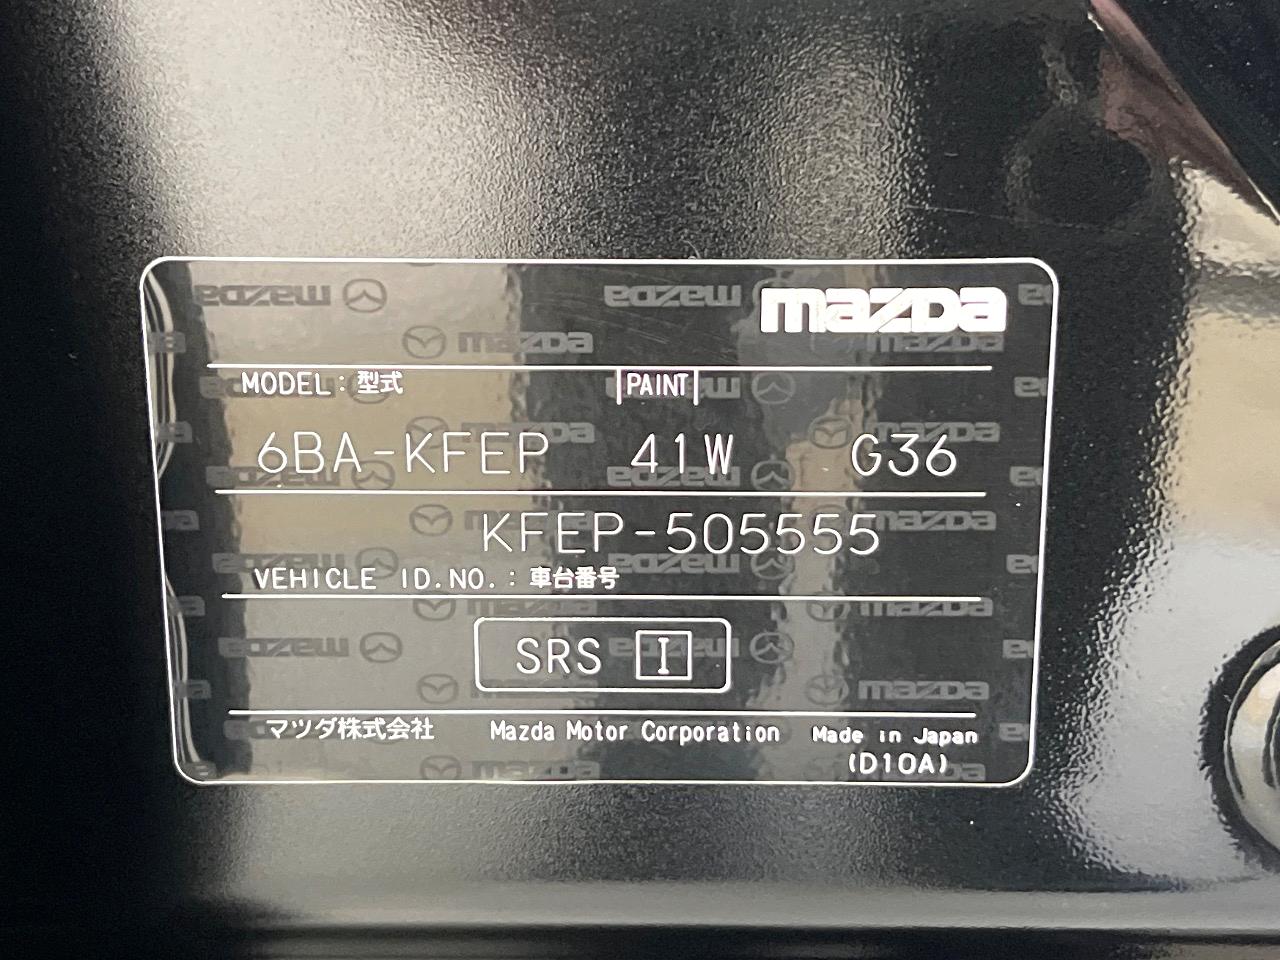 mazda
MODEL: 型式 PAINT
6BA-KFEP 41W G36
KFEP-505555
VEHICLE ID.NO.: 車台番号
SRS I
マツダ株式会社 Mazda Motor Corporation Made in Japan
(D10A)